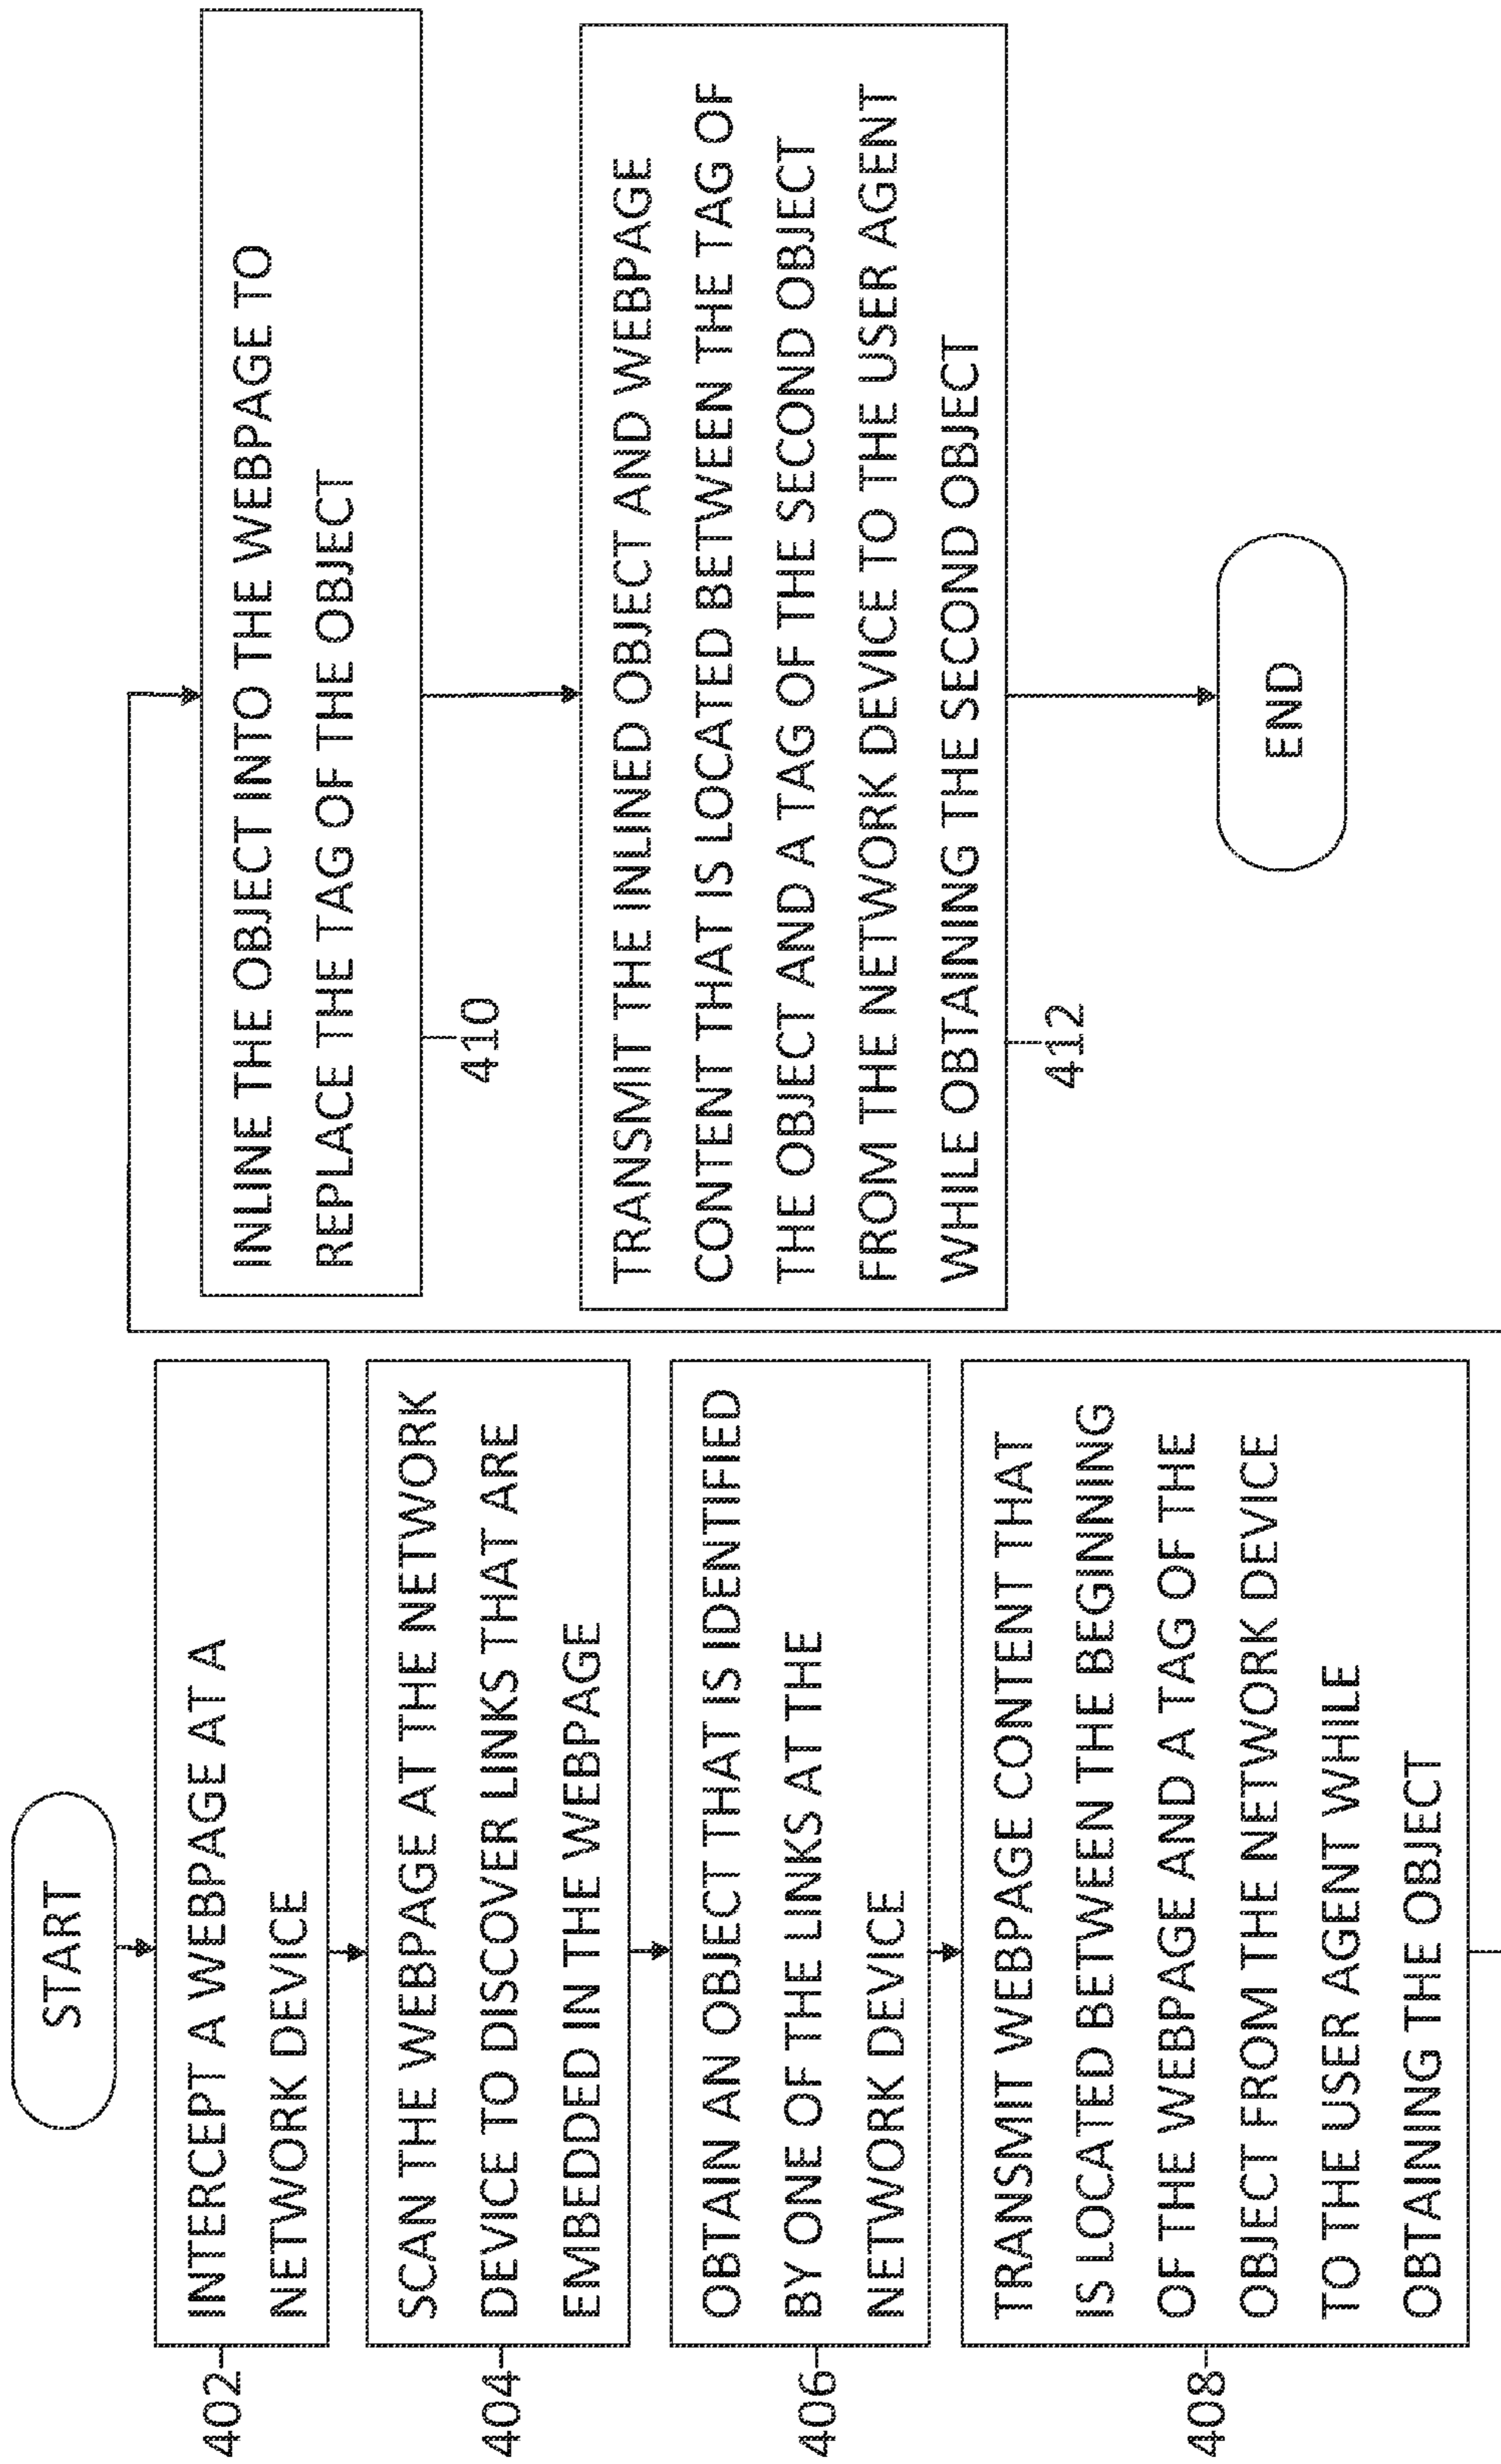 START
INTERCEPT A WEBPAGE AT A
NETWORK DEVICE
402
SCAN THE WEBPAGE AT THE NETWORK
DEVICE TO DISCOVER LINKS THAT ARE
EMBEDDED IN THE WEBPAGE
404
OBTAIN AN OBJECT THAT IS IDENTIFIED
BY ONE OF THE LINKS AT THE
NETWORK DEVICE
406
TRANSMIT WEBPAGE CONTENT THAT
IS LOCATED BETWEEN THE BEGINNING
OF THE WEBPAGE AND A TAG OF THE
OBJECT FROM THE NETWORK DEVICE
TO THE USER AGENT WHILE
OBTAINING THE OBJECT
408
INLINE THE OBJECT INTO THE WEBPAGE TO
REPLACE THE TAG OF THE OBJECT
410
TRANSMIT THE INLINED OBJECT AND WEBPAGE
CONTENT THAT IS LOCATED BETWEEN THE TAG OF
THE OBJECT AND A TAG OF THE SECOND OBJECT
FROM THE NETWORK DEVICE TO THE USER AGENT
WHILE OBTAINING THE SECOND OBJECT
412
END